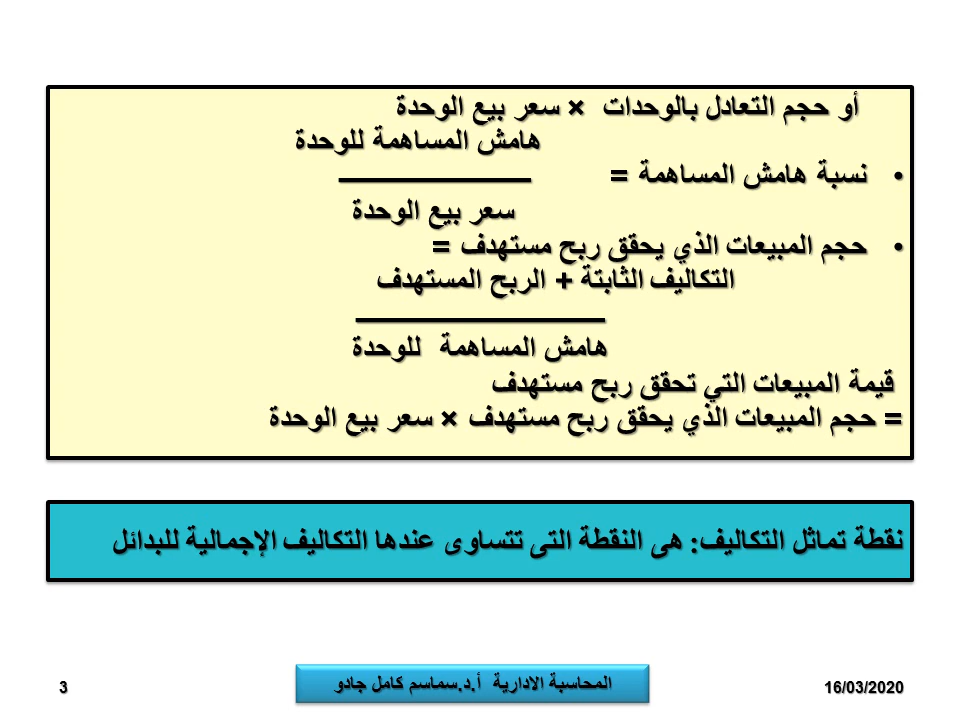 أو حجم التعادل بالوحدات × سعر بيع الوحدة
هامش المساهمة للوحدة
• نسبة هامش المساهمة = ـــــــــــــــــــــــــــ
سعر بيع الوحدة
• حجم المبيعات الذي يحقق ربح مستهدف =
التكاليف الثابتة + الربح المستهدف
ـــــــــــــــــــــــــــــــــــ
هامش المساهمة للوحدة
قيمة المبيعات التي تحقق ربح مستهدف
= حجم المبيعات الذي يحقق ربح مستهدف × سعر بيع الوحدة
نقطة تماثل التكاليف: هى النقطة التى تتساوى عندها التكاليف الإجمالية للبدائل
16/03/2020
المحاسبة الادارية أ.د.سماسم كامل جادو
3